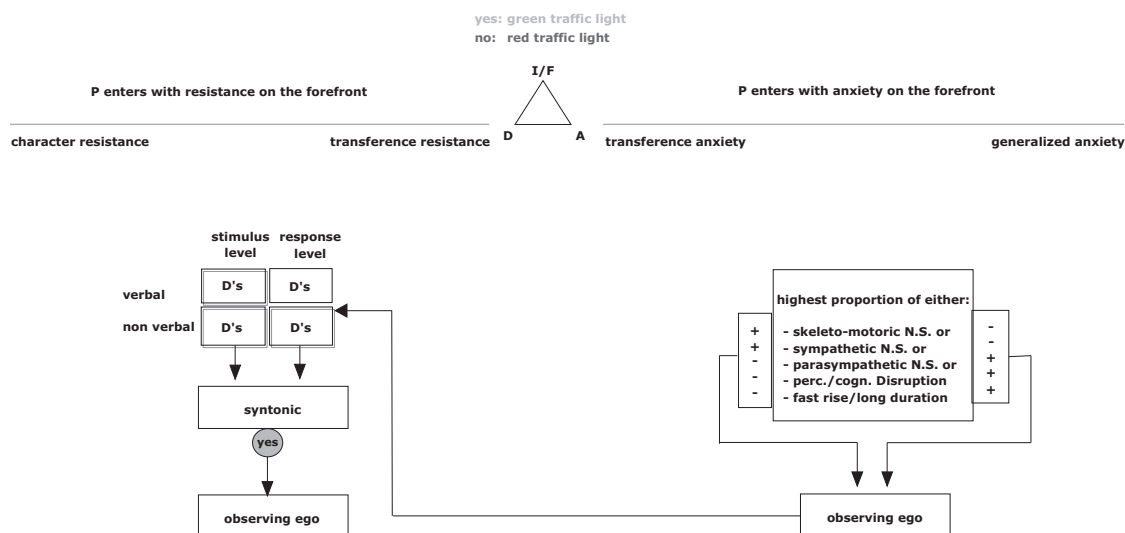 yes: green traffic light
no: red traffic light
I/F
P enters with resistance on the forefront
P enters with anxiety on the forefront
D
A
character resistance
transference resistance
transference anxiety
generalized anxiety
stimulus level
response level
verbal
D's
D's
non verbal
D's
D's
syntonic
yes
observing ego
highest proportion of either:
+ - skeleto-motoric N.S. or -
+ - sympathetic N.S. or -
- - parasympathetic N.S. or +
- - perc./cogn. Disruption +
- - fast rise/long duration +
observing ego